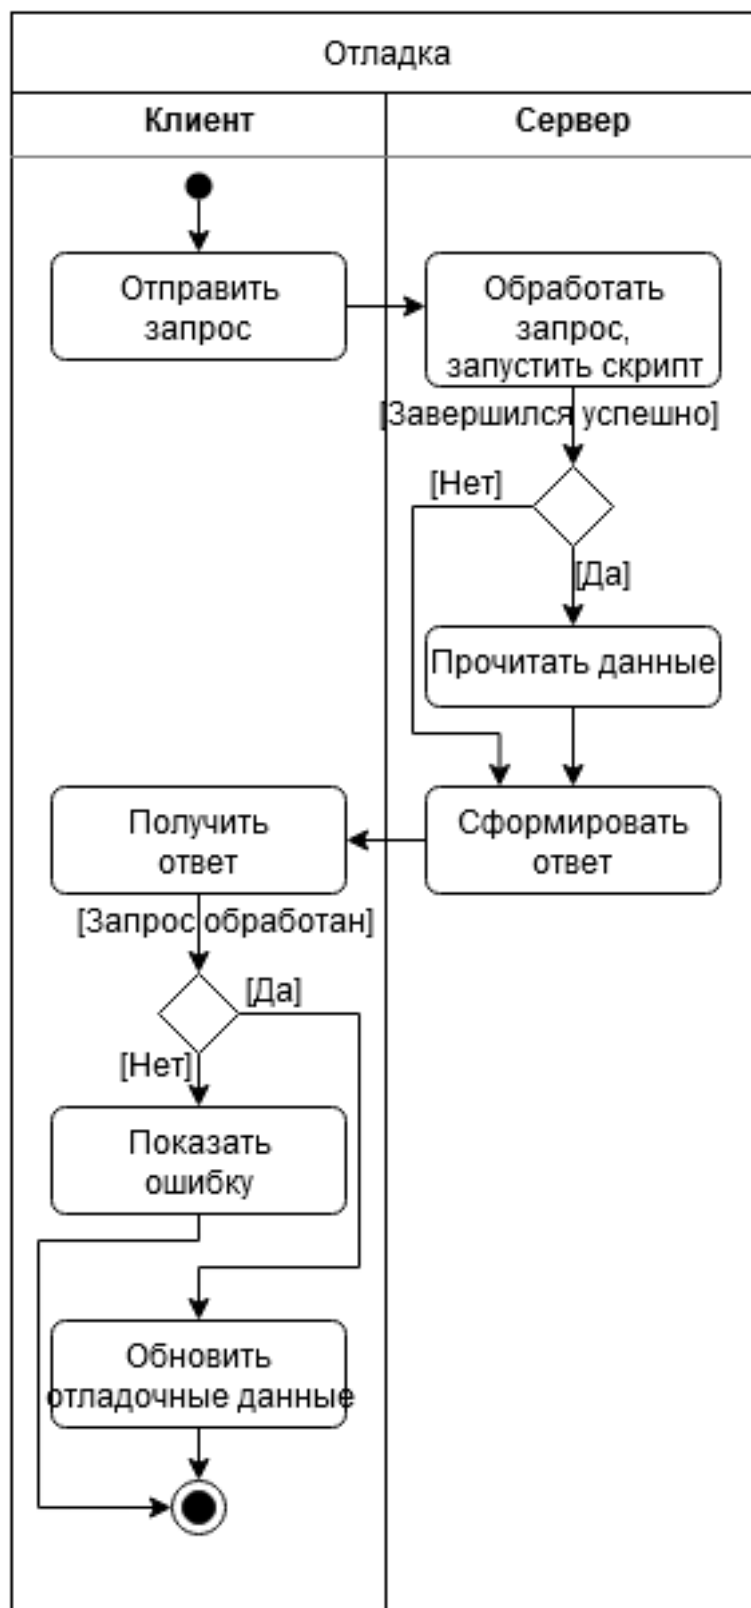 Отладка
Клиент
Сервер
Отправить
запрос
Обработать
запрос,
запустить скрипт
[Завершился успешно]
[Нет]
[Да]
Прочитать данные
Сформировать
ответ
Получить
ответ
[Запрос обработан]
[Да]
[Нет]
Показать
ошибку
Обновить
отладочные данные